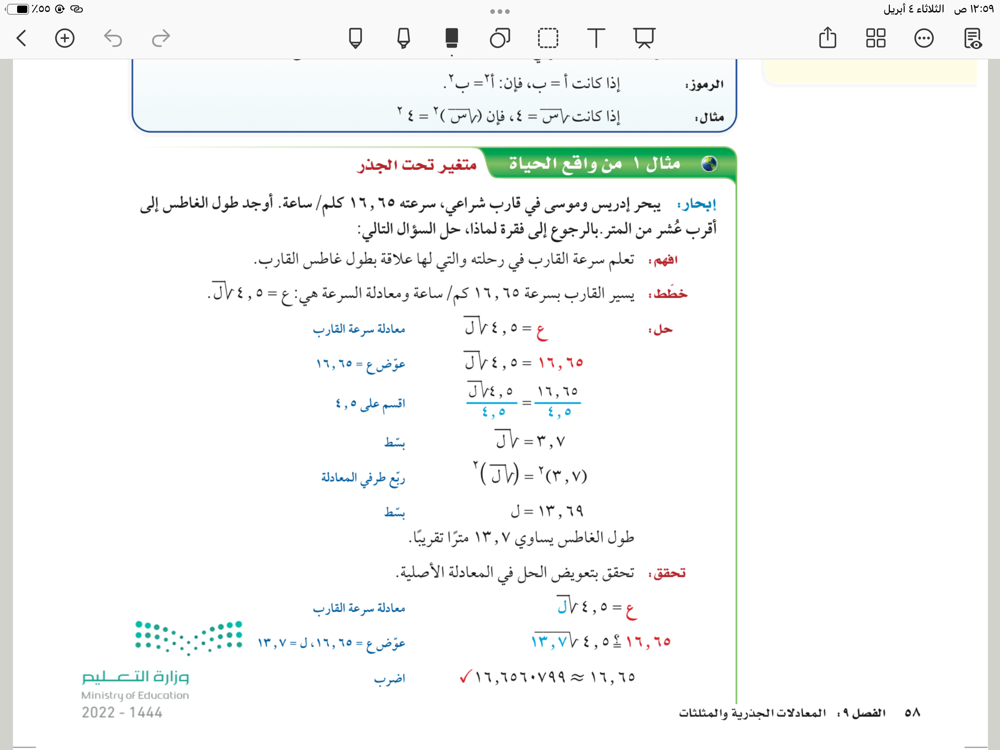 ١٢:٥٩ ص الثلاثاء ٤ أبريل
٪٥٥
الرموز: إذا كانت أ = ب، فإن: أ٢ = ب٢.
مثال: إذا كانت √س = ٤، فإن (√س)٢ = ٤ ٢
مثال ١ من واقع الحياة متغير تحت الجذر
إبحار: يبحر إدريس وموسى في قارب شراعي، سرعته ١٦,٦٥ كلم/ ساعة. أوجد طول الغاطس إلى
أقرب عُشر من المتر .بالرجوع إلى فقرة لماذا، حل السؤال التالي:
افهم: تعلم سرعة القارب في رحلته والتي لها علاقة بطول غاطس القارب.
خطّط: يسير القارب بسرعة ١٦,٦٥ كم/ ساعة ومعادلة السرعة هي: ع = ٤,٥√ل.
حل: ع = ٤,٥√ل معادلة سرعة القارب
١٦,٦٥ = ٤,٥√ل عوّض ع = ١٦,٦٥
١٦,٦٥/٤,٥ = ٤,٥√ل/٤,٥ اقسم على ٤,٥
٣,٧ = √ل بسّط
(٣,٧)٢ = (√ل)٢ ربّع طرفي المعادلة
١٣,٦٩ = ل بسّط
طول الغاطس يساوي ١٣,٧ مترًا تقريبًا.
تحقق: تحقق بتعويض الحل في المعادلة الأصلية.
ع = ٤,٥√ل معادلة سرعة القارب
١٦,٦٥ ≟ ٤,٥√١٣,٧ عوّض ع = ١٦,٦٥، ل = ١٣,٧
١٦,٦٥ ≈ ١٦,٦٥٦٠٧٩٩ ✓ اضرب
وزارة التعليم
Ministry of Education
2022 - 1444
٥٨ الفصل ٩: المعادلات الجذرية والمثلثات